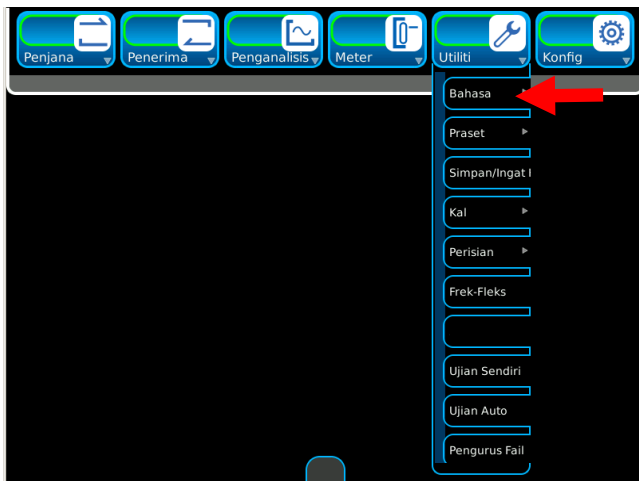 Penjana
Penerima
Penganalisis
Meter
Utiliti
Konfig
Bahasa
Praset
Simpan/Ingat
Kal
Perisian
Frek-Fleks
Ujian Sendiri
Ujian Auto
Pengurus Fail